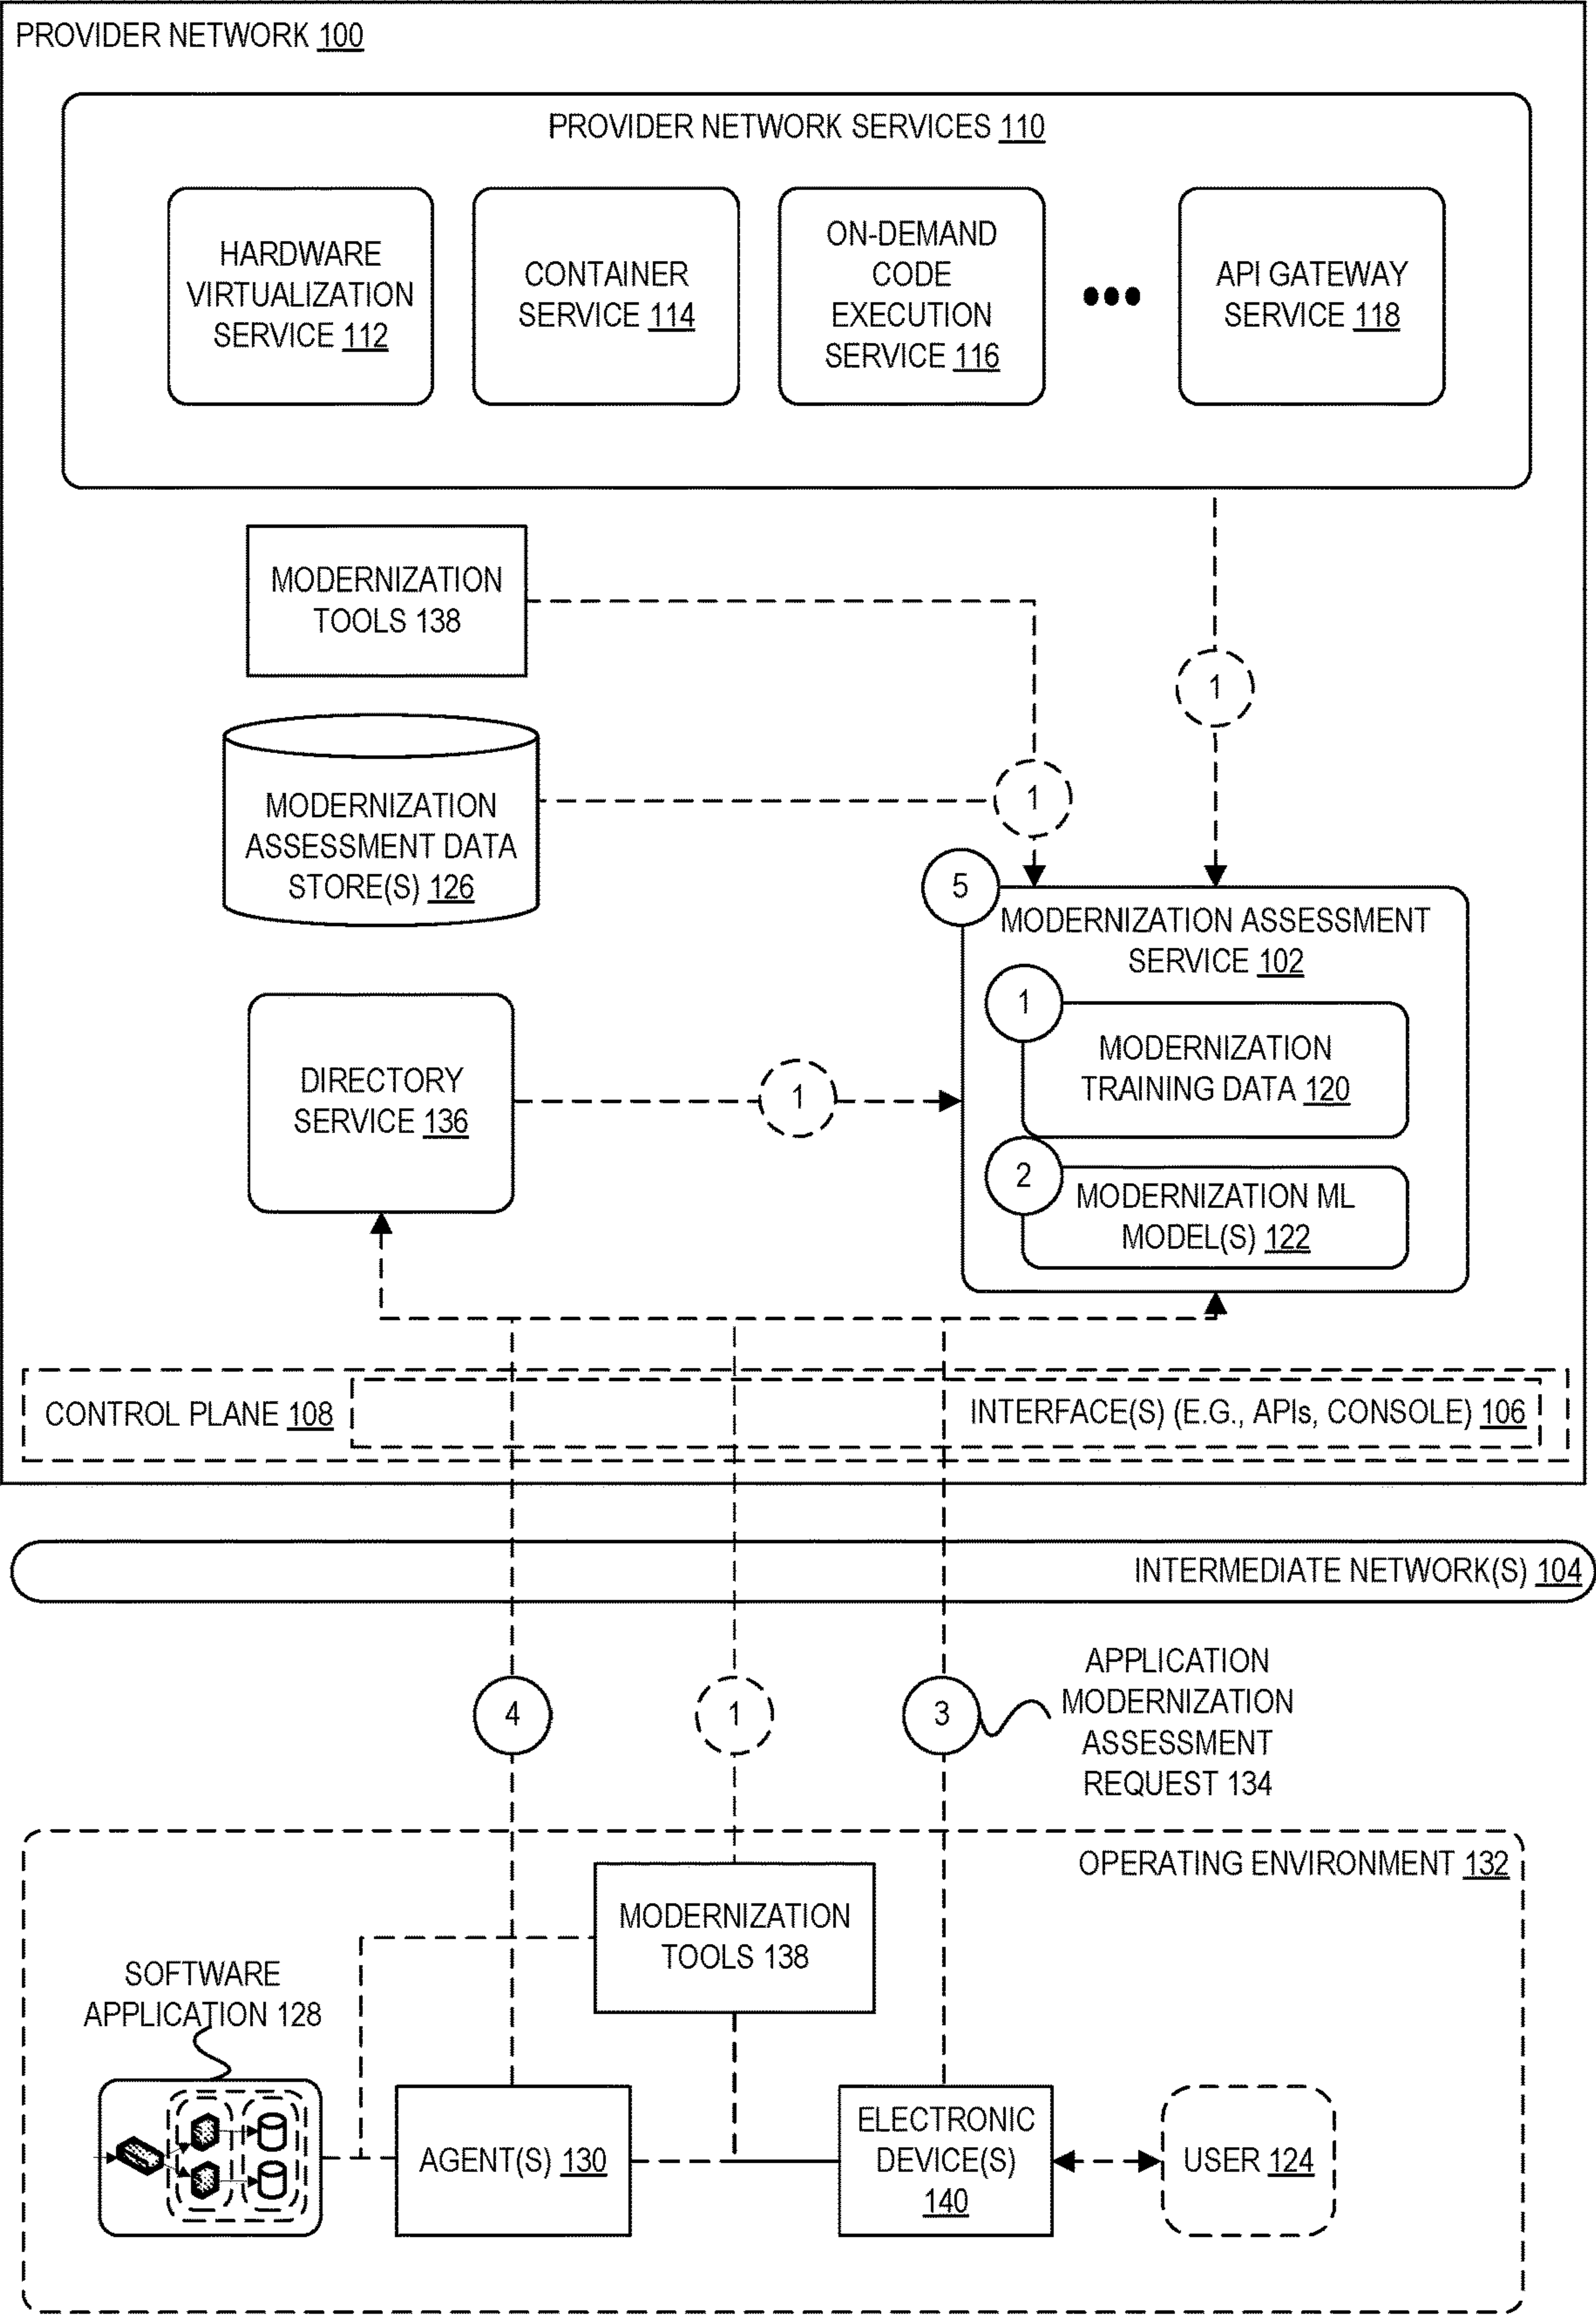 PROVIDER NETWORK 100
PROVIDER NETWORK SERVICES 110
HARDWARE
VIRTUALIZATION
SERVICE 112
CONTAINER
SERVICE 114
ON-DEMAND
CODE
EXECUTION
SERVICE 116
API GATEWAY
SERVICE 118
MODERNIZATION
TOOLS 138
1
MODERNIZATION
ASSESSMENT DATA
STORE(S) 126
1
5
MODERNIZATION ASSESSMENT
SERVICE 102
1
MODERNIZATION
TRAINING DATA 120
DIRECTORY
SERVICE 136
1
2
MODERNIZATION ML
MODEL(S) 122
CONTROL PLANE 108
INTERFACE(S) (E.G., APIs, CONSOLE) 106
INTERMEDIATE NETWORK(S) 104
4
1
3
APPLICATION
MODERNIZATION
ASSESSMENT
REQUEST 134
OPERATING ENVIRONMENT 132
MODERNIZATION
TOOLS 138
SOFTWARE
APPLICATION 128
AGENT(S) 130
ELECTRONIC
DEVICE(S)
140
USER 124